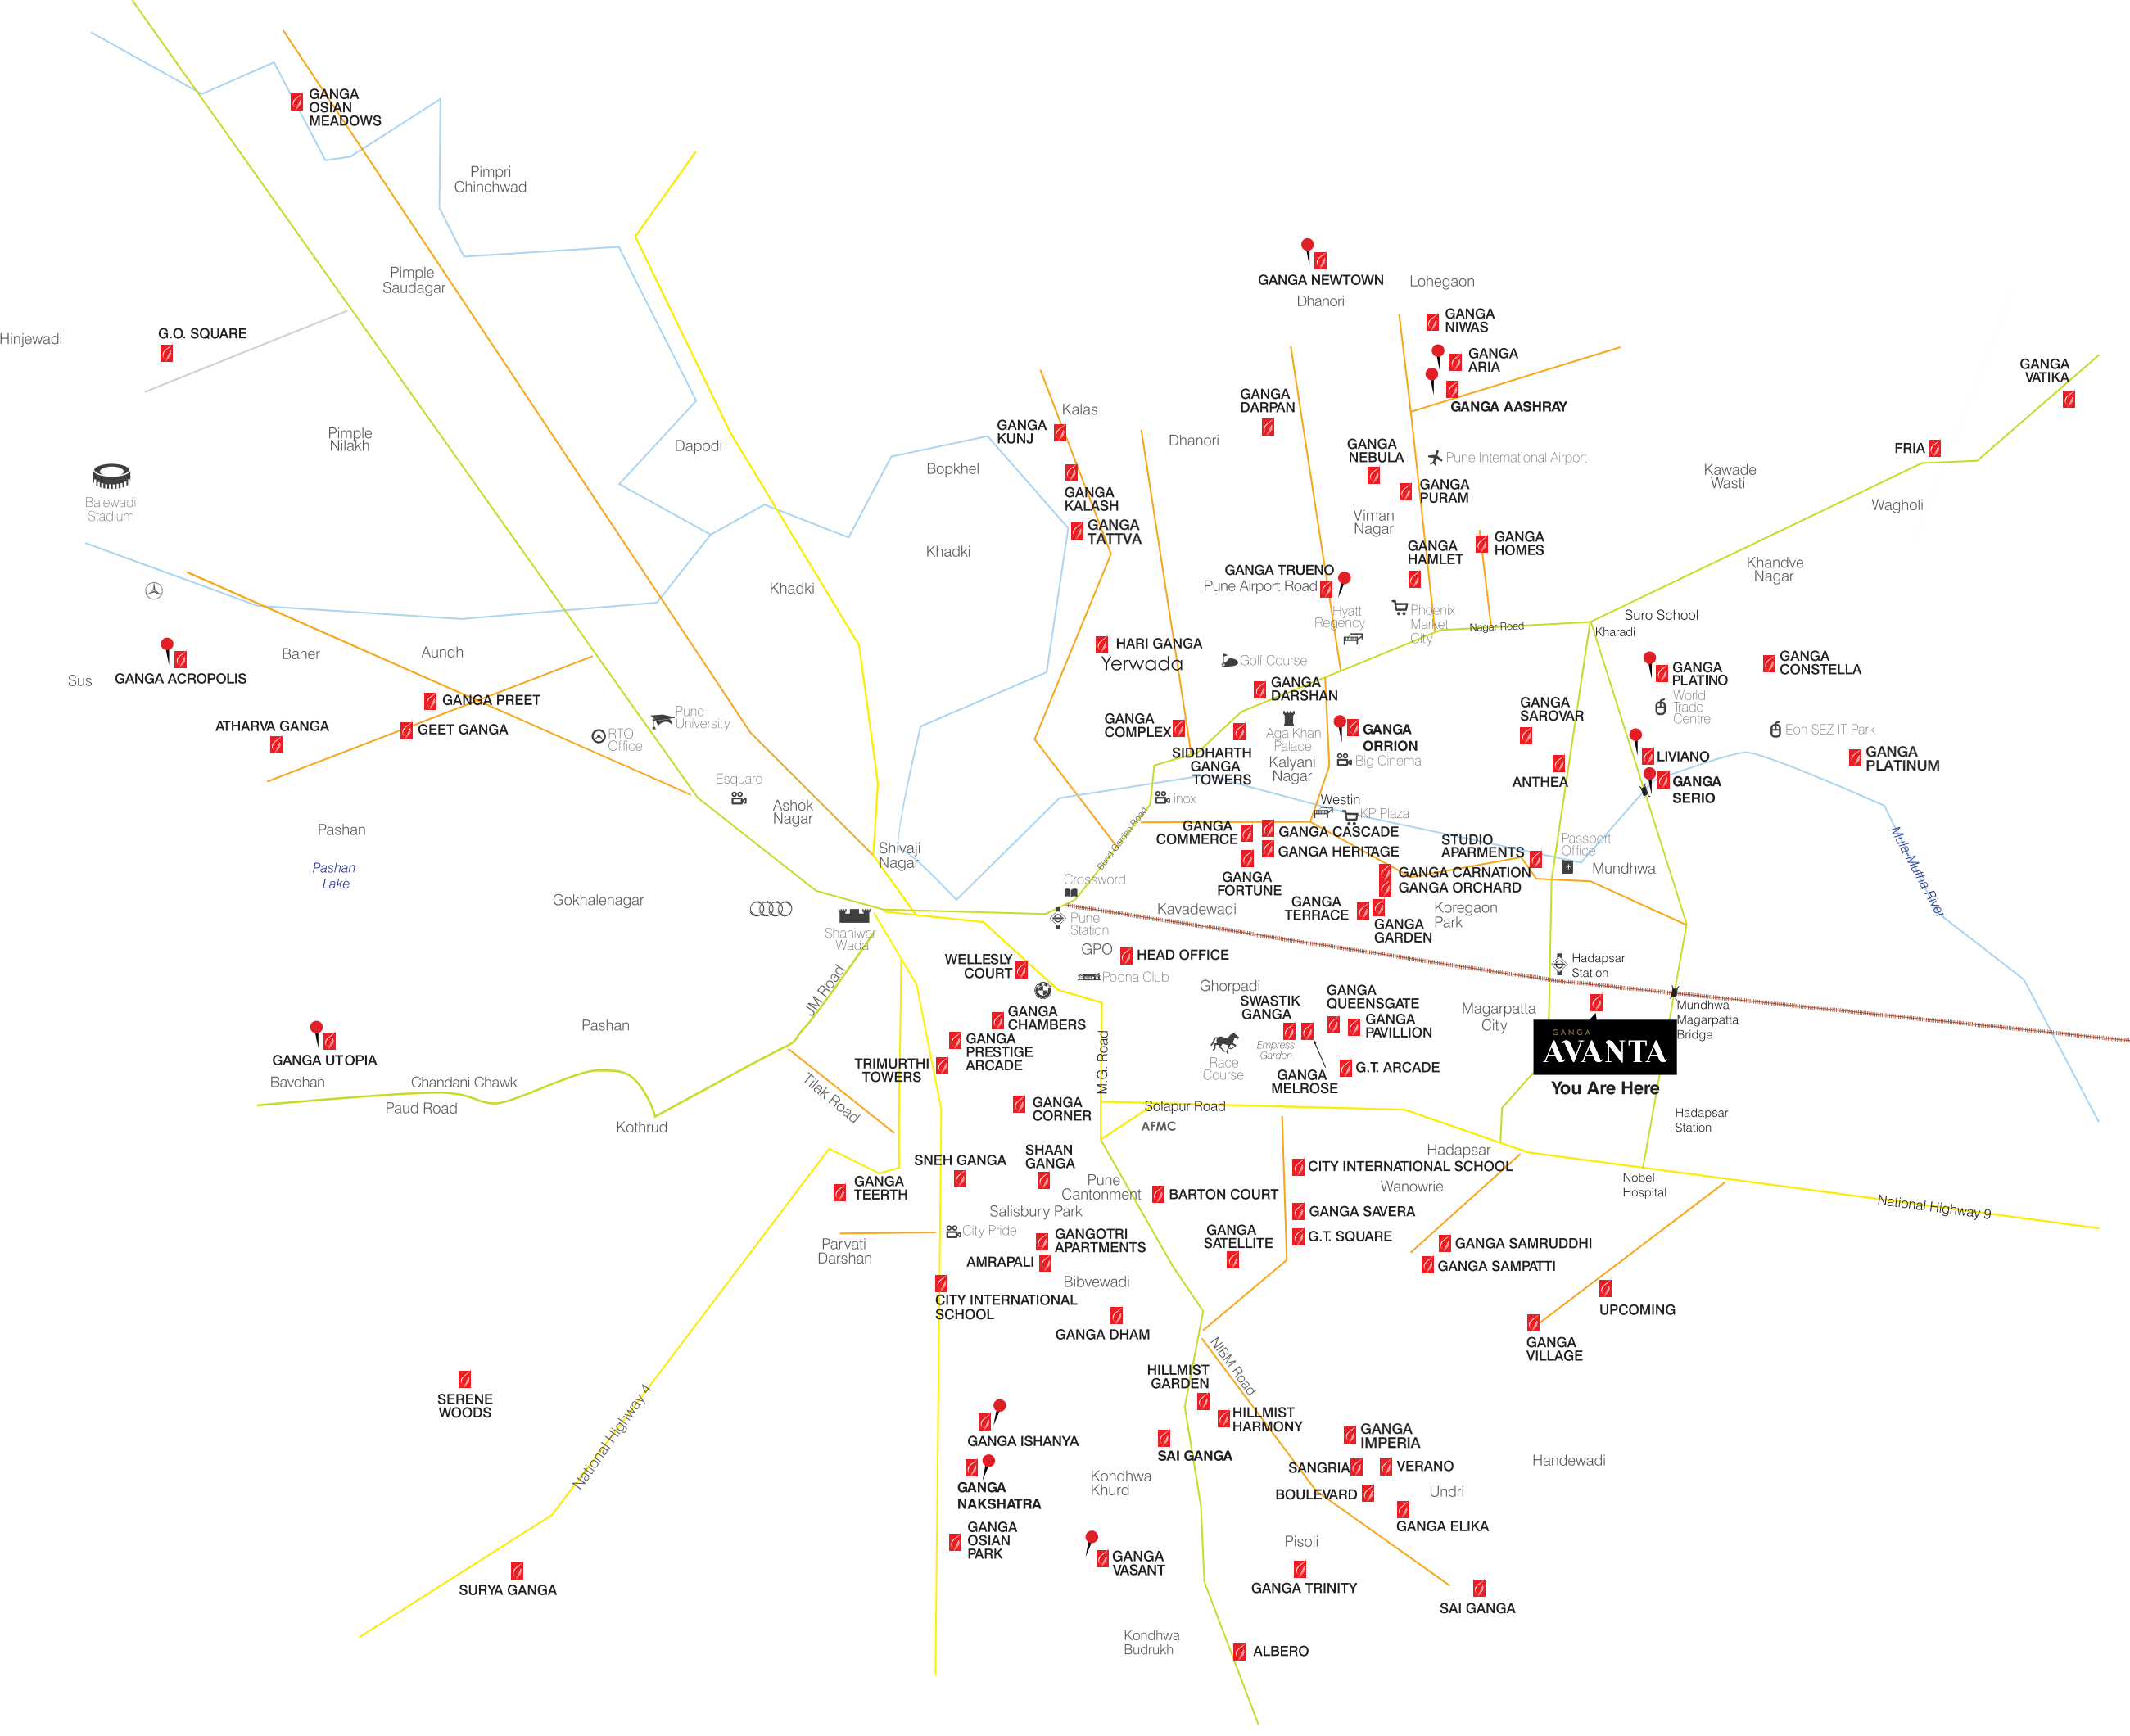 GANGA
OSIAN
MEADOWS
Pimpri
Chinchwad
Pimple
Saudagar
Hinjewadi
G.O. SQUARE
Pimple
Nilakh
Balewadi
Stadium
Dapodi
Khadki
GANGA NEWTOWN
Dhanori
Lohegaon
GANGA
NIWAS
GANGA
ARIA
GANGA AASHRAY
GANGA
VATIKA
FRIA
Kawade
Wasti
Wagholi
Khandve
Nagar
GANGA
KUNJ
Kalas
Bopkhel
GANGA
KALASH
GANGA
TATTVA
Khadki
GANGA
DARPAN
Dhanori
GANGA
NEBULA
Pune International Airport
GANGA
PURAM
Viman
Nagar
GANGA
HAMLET
GANGA
HOMES
GANGA TRUENO
Pune Airport Road
Hyatt
Regency
Phoenix
Market
City
Nagar Road
Suro School
Kharadi
HARI GANGA
Yerwada
Golf Course
GANGA
DARSHAN
GANGA
COMPLEX
SIDDHARTH
GANGA
TOWERS
Aga Khan
Palace
Kalyani
Nagar
GANGA
ORRION
Big Cinema
GANGA
SAROVAR
ANTHEA
GANGA
PLATINO
World
Trade
Centre
GANGA
CONSTELLA
Eon SEZ IT Park
LIVIANO
GANGA
SERIO
GANGA
PLATINUM
Mula-Mutha River
Baner
Aundh
Sus
GANGA ACROPOLIS
ATHARVA GANGA
GANGA PREET
GEET GANGA
RTO
Office
Pune
University
Esquare
Ashok
Nagar
Pashan
Pashan
Lake
Gokhalenagar
Shivaji
Nagar
Shaniwar
Wada
inox
Bund Garden Road
Crossword
Pune
Station
Westin
KP Plaza
GANGA
COMMERCE
GANGA CASCADE
GANGA HERITAGE
GANGA
FORTUNE
STUDIO
APARMENTS
Passport
Office
Mundhwa
GANGA CARNATION
GANGA ORCHARD
GANGA
TERRACE
GANGA
GARDEN
Koregaon
Park
Kavadewadi
GPO
HEAD OFFICE
Poona Club
WELLESLY
COURT
Ghorpadi
Hadapsar
Station
Magarpatta
City
Mundhwa-
Magarpatta
Bridge
GANGA
AVANTA
You Are Here
SWASTIK
GANGA
GANGA
QUEENSGATE
GANGA
PAVILLION
Empress
Garden
Race
Course
GANGA
MELROSE
G.T. ARCADE
GANGA
CHAMBERS
GANGA
PRESTIGE
ARCADE
TRIMURTHI
TOWERS
M.G. Road
JM Road
Tilak Road
Pashan
GANGA UTOPIA
Bavdhan
Chandani Chawk
Paud Road
Kothrud
GANGA
CORNER
Solapur Road
AFMC
Hadapsar
Station
Nobel
Hospital
National Highway 9
SNEH GANGA
SHAAN
GANGA
GANGA
TEERTH
Pune
Cantonment
Salisbury Park
BARTON COURT
CITY INTERNATIONAL SCHOOL
Hadapsar
Wanowrie
GANGA SAVERA
G.T. SQUARE
GANGA
SATELLITE
GANGA SAMRUDDHI
GANGA SAMPATTI
UPCOMING
GANGA
VILLAGE
City Pride
Parvati
Darshan
GANGOTRI
APARTMENTS
AMRAPALI
Bibvewadi
CITY INTERNATIONAL
SCHOOL
GANGA DHAM
NIBM Road
HILLMIST
GARDEN
HILLMIST
HARMONY
SAI GANGA
SERENE
WOODS
National Highway 4
SURYA GANGA
GANGA ISHANYA
GANGA
NAKSHATRA
GANGA
OSIAN
PARK
Kondhwa
Khurd
GANGA
VASANT
GANGA
IMPERIA
SANGRIA
VERANO
BOULEVARD
Undri
GANGA ELIKA
Handewadi
Pisoli
GANGA TRINITY
SAI GANGA
Kondhwa
Budrukh
ALBERO